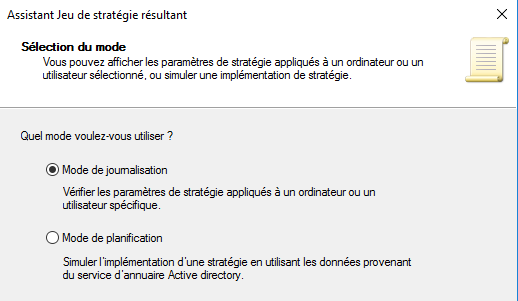 Assistant Jeu de stratégie résultant
Sélection du mode
Vous pouvez afficher les paramètres de stratégie appliqués à un ordinateur ou un
utilisateur sélectionné, ou simuler une implémentation de stratégie.
Quel mode voulez-vous utiliser ?
Mode de journalisation
Vérifier les paramètres de stratégie appliqués à un ordinateur ou un
utilisateur spécifique.
Mode de planification
Simuler l'implémentation d'une stratégie en utilisant les données provenant
du service d'annuaire Active directory.